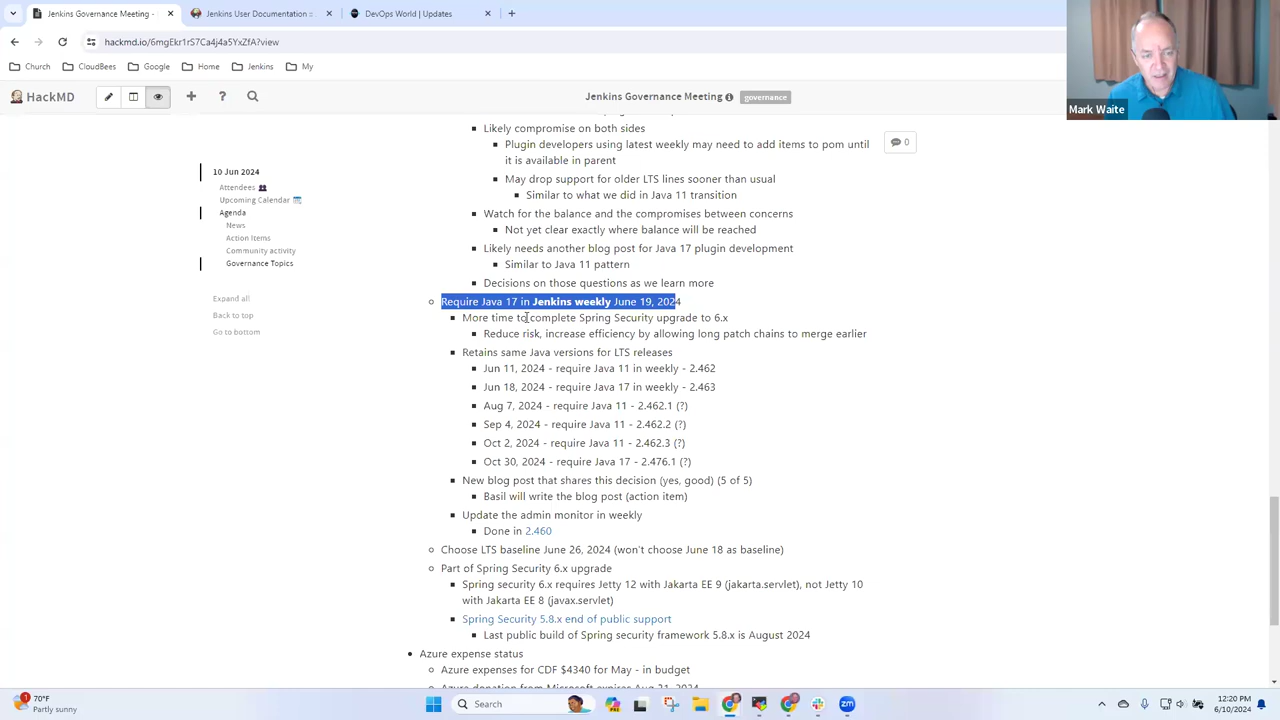 Jenkins Governance Meeting -
Jenkins User Documentation
DevOps World | Updates
hackmd.io/6mgEkr1rS7Ca4j4a5YxZfA?view
Church
CloudBees
Google
Home
Jenkins
My
HackMD
Jenkins Governance Meeting
governance
Mark Waite
0
10 Jun 2024
Attendees
Upcoming Calendar
Agenda
News
Action Items
Community activity
Governance Topics
Expand all
Back to top
Go to bottom
Likely compromise on both sides
Plugin developers using latest weekly may need to add items to pom until
it is available in parent
May drop support for older LTS lines sooner than usual
Similar to what we did in Java 11 transition
Watch for the balance and the compromises between concerns
Not yet clear exactly where balance will be reached
Likely needs another blog post for Java 17 plugin development
Similar to Java 11 pattern
Decisions on those questions as we learn more
Require Java 17 in Jenkins weekly June 19, 2024
More time to complete Spring Security upgrade to 6.x
Reduce risk, increase efficiency by allowing long patch chains to merge earlier
Retains same Java versions for LTS releases
Jun 11, 2024 - require Java 11 in weekly - 2.462
Jun 18, 2024 - require Java 17 in weekly - 2.463
Aug 7, 2024 - require Java 11 - 2.462.1 (?)
Sep 4, 2024 - require Java 11 - 2.462.2 (?)
Oct 2, 2024 - require Java 11 - 2.462.3 (?)
Oct 30, 2024 - require Java 17 - 2.476.1 (?)
New blog post that shares this decision (yes, good) (5 of 5)
Basil will write the blog post (action item)
Update the admin monitor in weekly
Done in 2.460
Choose LTS baseline June 26, 2024 (won't choose June 18 as baseline)
Part of Spring Security 6.x upgrade
Spring security 6.x requires Jetty 12 with Jakarta EE 9 (jakarta.servlet), not Jetty 10
with Jakarta EE 8 (javax.servlet)
Spring Security 5.8.x end of public support
Last public build of Spring security framework 5.8.x is August 2024
Azure expense status
Azure expenses for CDF $4340 for May - in budget
Azure donation from Microsoft expires Aug 31, 2024
1
70°F
Partly sunny
Search
12:20 PM
6/10/2024